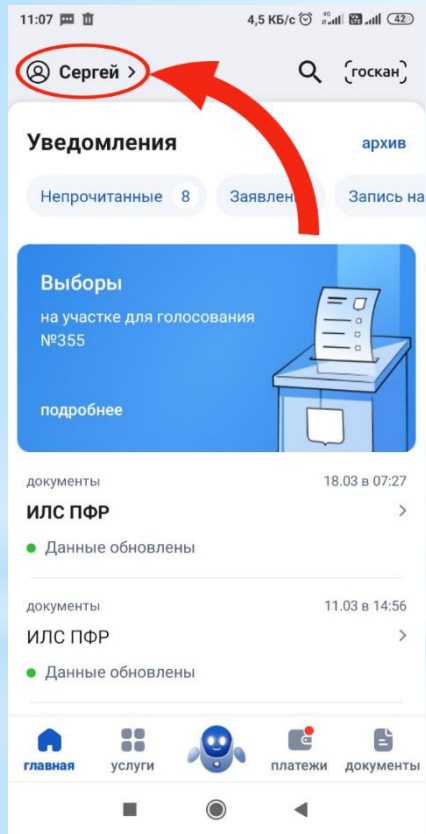 11:07 4,5 КБ/с 4G 42
Сергей > госкан
Уведомления архив
Непрочитанные 8 Запись на
Выборы
на участке для голосования
№355
подробнее
документы 18.03 в 07:27
ИЛС ПФР
Данные обновлены
документы 11.03 в 14:56
ИЛС ПФР
Данные обновлены
главная услуги платежи документы